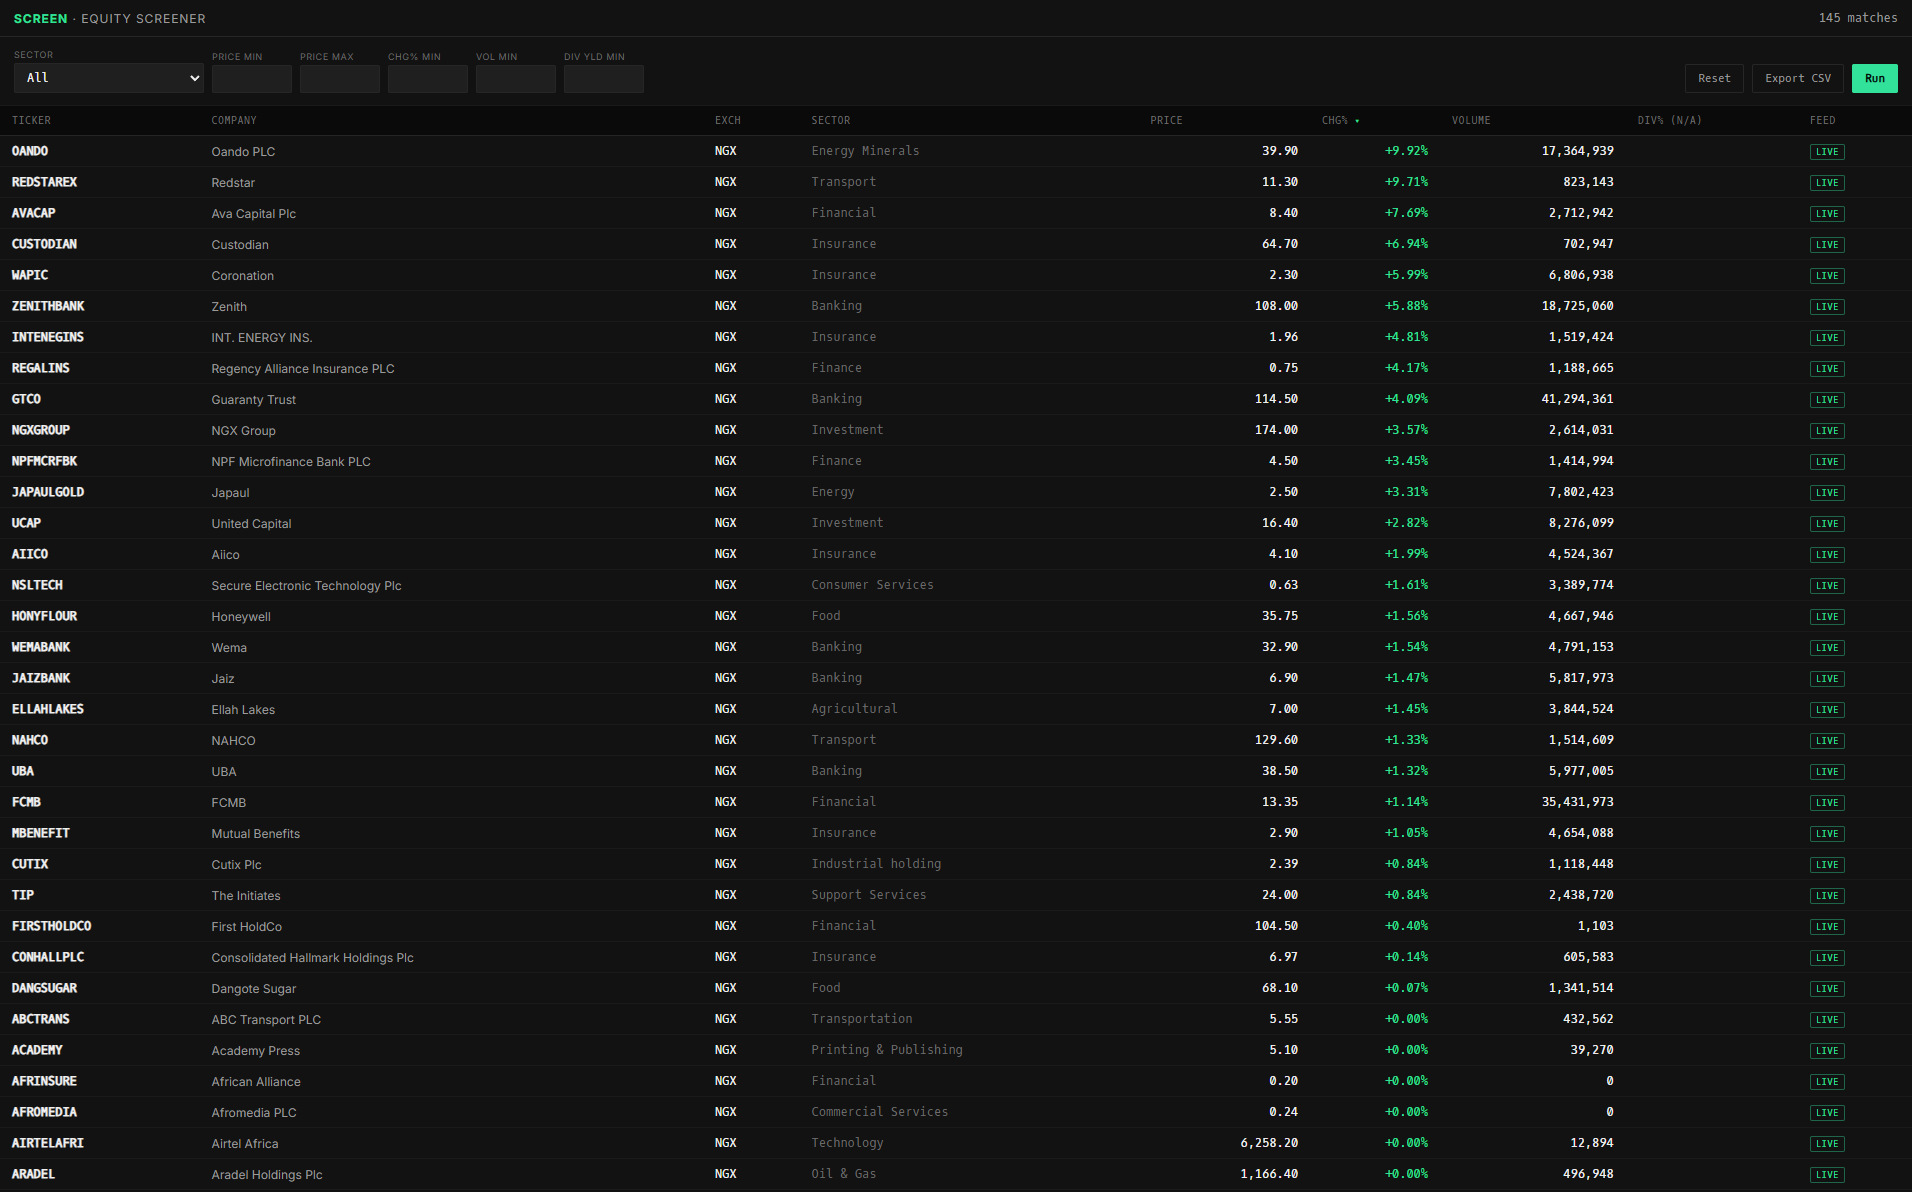 SCREEN · EQUITY SCREENER 145 matches
SECTOR PRICE MIN PRICE MAX CHG% MIN VOL MIN DIV YLD MIN
All Reset Export CSV Run
TICKER COMPANY EXCH SECTOR PRICE CHG% ▾ VOLUME DIV% (N/A) FEED
OANDO Oando PLC NGX Energy Minerals 39.90 +9.92% 17,364,939 LIVE
REDSTAREX Redstar NGX Transport 11.30 +9.71% 823,143 LIVE
AVACAP Ava Capital Plc NGX Financial 8.40 +7.69% 2,712,942 LIVE
CUSTODIAN Custodian NGX Insurance 64.70 +6.94% 702,947 LIVE
WAPIC Coronation NGX Insurance 2.30 +5.99% 6,806,938 LIVE
ZENITHBANK Zenith NGX Banking 108.00 +5.88% 18,725,060 LIVE
INTENEGINS INT. ENERGY INS. NGX Insurance 1.96 +4.81% 1,519,424 LIVE
REGALINS Regency Alliance Insurance PLC NGX Finance 0.75 +4.17% 1,188,665 LIVE
GTCO Guaranty Trust NGX Banking 114.50 +4.09% 41,294,361 LIVE
NGXGROUP NGX Group NGX Investment 174.00 +3.57% 2,614,031 LIVE
NPFMCRFBK NPF Microfinance Bank PLC NGX Finance 4.50 +3.45% 1,414,994 LIVE
JAPAULGOLD Japaul NGX Energy 2.50 +3.31% 7,802,423 LIVE
UCAP United Capital NGX Investment 16.40 +2.82% 8,276,099 LIVE
AIICO Aiico NGX Insurance 4.10 +1.99% 4,524,367 LIVE
NSLTECH Secure Electronic Technology Plc NGX Consumer Services 0.63 +1.61% 3,389,774 LIVE
HONYFLOUR Honeywell NGX Food 35.75 +1.56% 4,667,946 LIVE
WEMABANK Wema NGX Banking 32.90 +1.54% 4,791,153 LIVE
JAIZBANK Jaiz NGX Banking 6.90 +1.47% 5,817,973 LIVE
ELLAHLAKES Ellah Lakes NGX Agricultural 7.00 +1.45% 3,844,524 LIVE
NAHCO NAHCO NGX Transport 129.60 +1.33% 1,514,609 LIVE
UBA UBA NGX Banking 38.50 +1.32% 5,977,005 LIVE
FCMB FCMB NGX Financial 13.35 +1.14% 35,431,973 LIVE
MBENEFIT Mutual Benefits NGX Insurance 2.90 +1.05% 4,654,088 LIVE
CUTIX Cutix Plc NGX Industrial holding 2.39 +0.84% 1,118,448 LIVE
TIP The Initiates NGX Support Services 24.00 +0.84% 2,438,720 LIVE
FIRSTHOLDCO First HoldCo NGX Financial 104.50 +0.40% 1,103 LIVE
CONHALLPLC Consolidated Hallmark Holdings Plc NGX Insurance 6.97 +0.14% 605,583 LIVE
DANGSUGAR Dangote Sugar NGX Food 68.10 +0.07% 1,341,514 LIVE
ABCTRANS ABC Transport PLC NGX Transportation 5.55 +0.00% 432,562 LIVE
ACADEMY Academy Press NGX Printing & Publishing 5.10 +0.00% 39,270 LIVE
AFRINSURE African Alliance NGX Financial 0.20 +0.00% 0 LIVE
AFROMEDIA Afromedia PLC NGX Commercial Services 0.24 +0.00% 0 LIVE
AIRTELAFRI Airtel Africa NGX Technology 6,258.20 +0.00% 12,894 LIVE
ARADEL Aradel Holdings Plc NGX Oil & Gas 1,166.40 +0.00% 496,948 LIVE